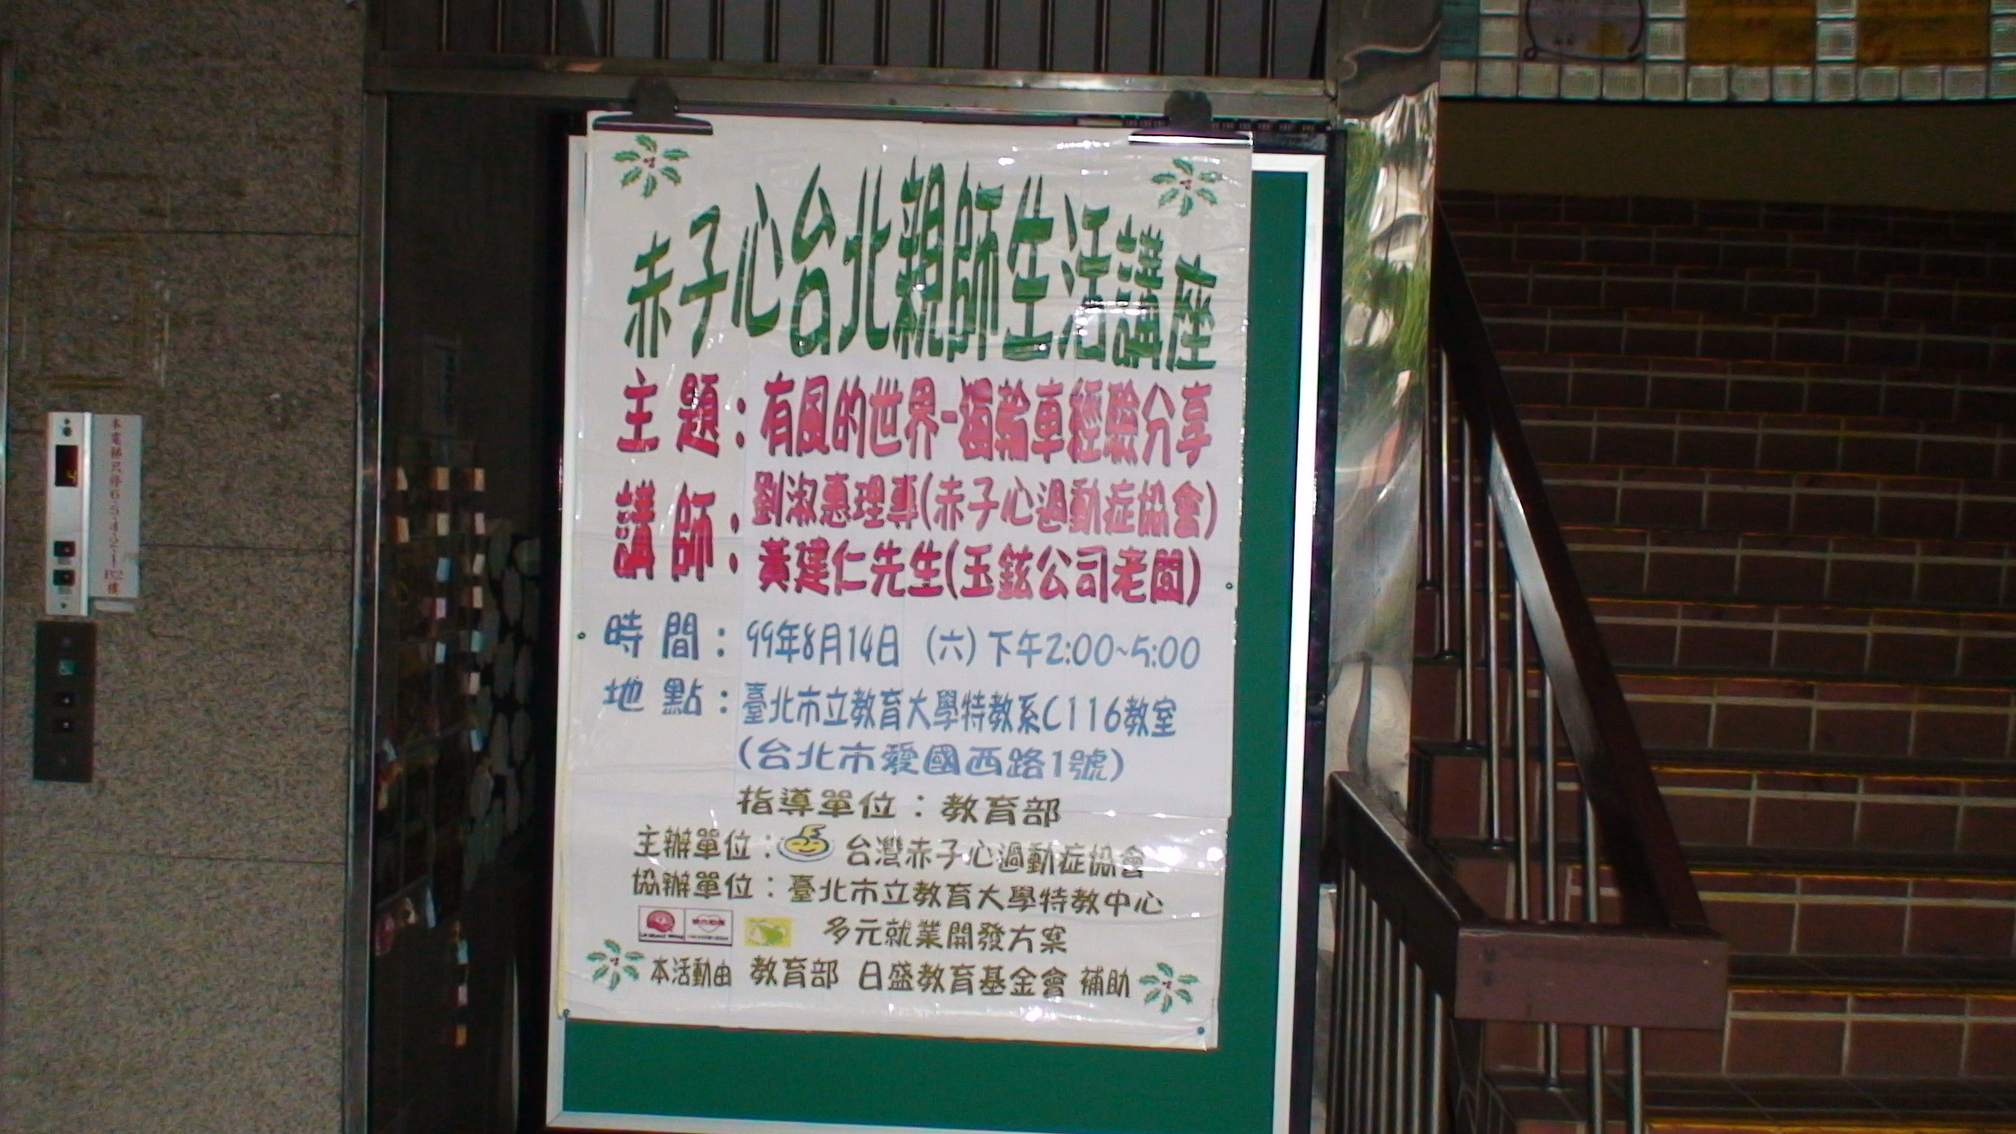 赤子心台北親師生活講座
主題：有風的世界-獨輪車經驗分享
講師：劉淑惠理專(赤子心過動症協會)
黃建仁先生(玉鉉公司老闆)
時間：99年8月14日 (六) 下午2:00~5:00
地點：臺北市立教育大學特教系C116教室
(台北市愛國西路1號)
指導單位：教育部
主辦單位：台灣赤子心過動症協會
協辦單位：臺北市立教育大學特教中心
多元就業開發方案
本活動由 教育部 日盛教育基金會 補助